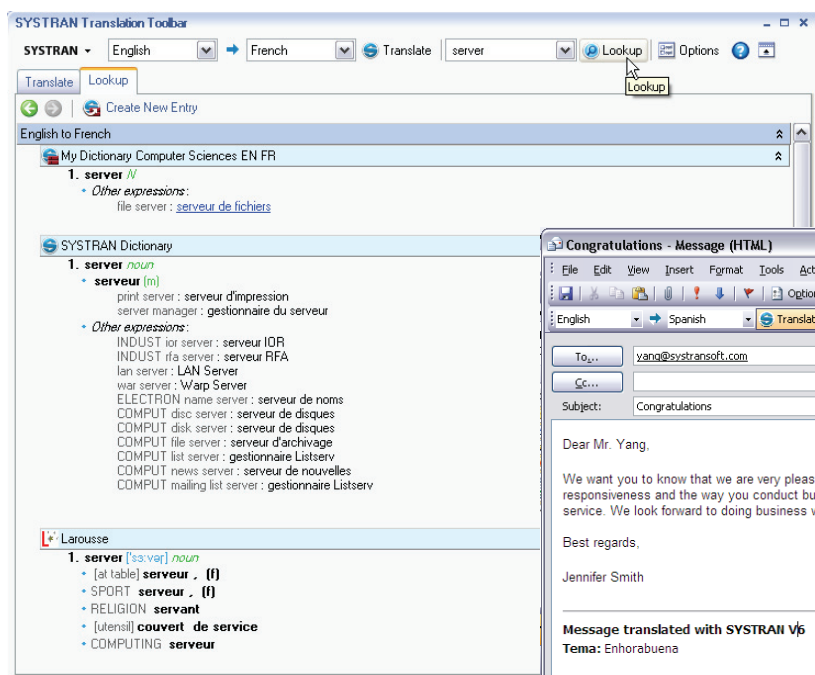 SYSTRAN Translation Toolbar
SYSTRAN English French Translate server Lookup Options
Lookup
Translate Lookup
Create New Entry
English to French
My Dictionary Computer Sciences EN FR
1. server N
Other expressions:
file server : serveur de fichiers
SYSTRAN Dictionary
1. server noun
serveur (m)
print server : serveur d'impression
server manager : gestionnaire du serveur
Other expressions:
INDUST ior server : serveur IOR
INDUST rfa server : serveur RFA
lan server : LAN Server
war server : Warp Server
ELECTRON name server : serveur de noms
COMPUT disc server : serveur de disques
COMPUT disk server : serveur de disques
COMPUT file server : serveur d'archivage
COMPUT list server : gestionnaire Listserv
COMPUT news server : serveur de nouvelles
COMPUT mailing list server : gestionnaire Listserv
Larousse
1. server ['sɜ:vər] noun
[at table] serveur , (f)
SPORT serveur , (f)
RELIGION servant
[utensil] couvert de service
COMPUTING serveur
Congratulations - Message (HTML)
File Edit View Insert Format Tools Act
Option
English Spanish Translat
To... yang@systransoft.com
Cc...
Subject: Congratulations
Dear Mr. Yang,
We want you to know that we are very pleas
responsiveness and the way you conduct bu
service. We look forward to doing business w
Best regards,
Jennifer Smith
Message translated with SYSTRAN V6
Tema: Enhorabuena